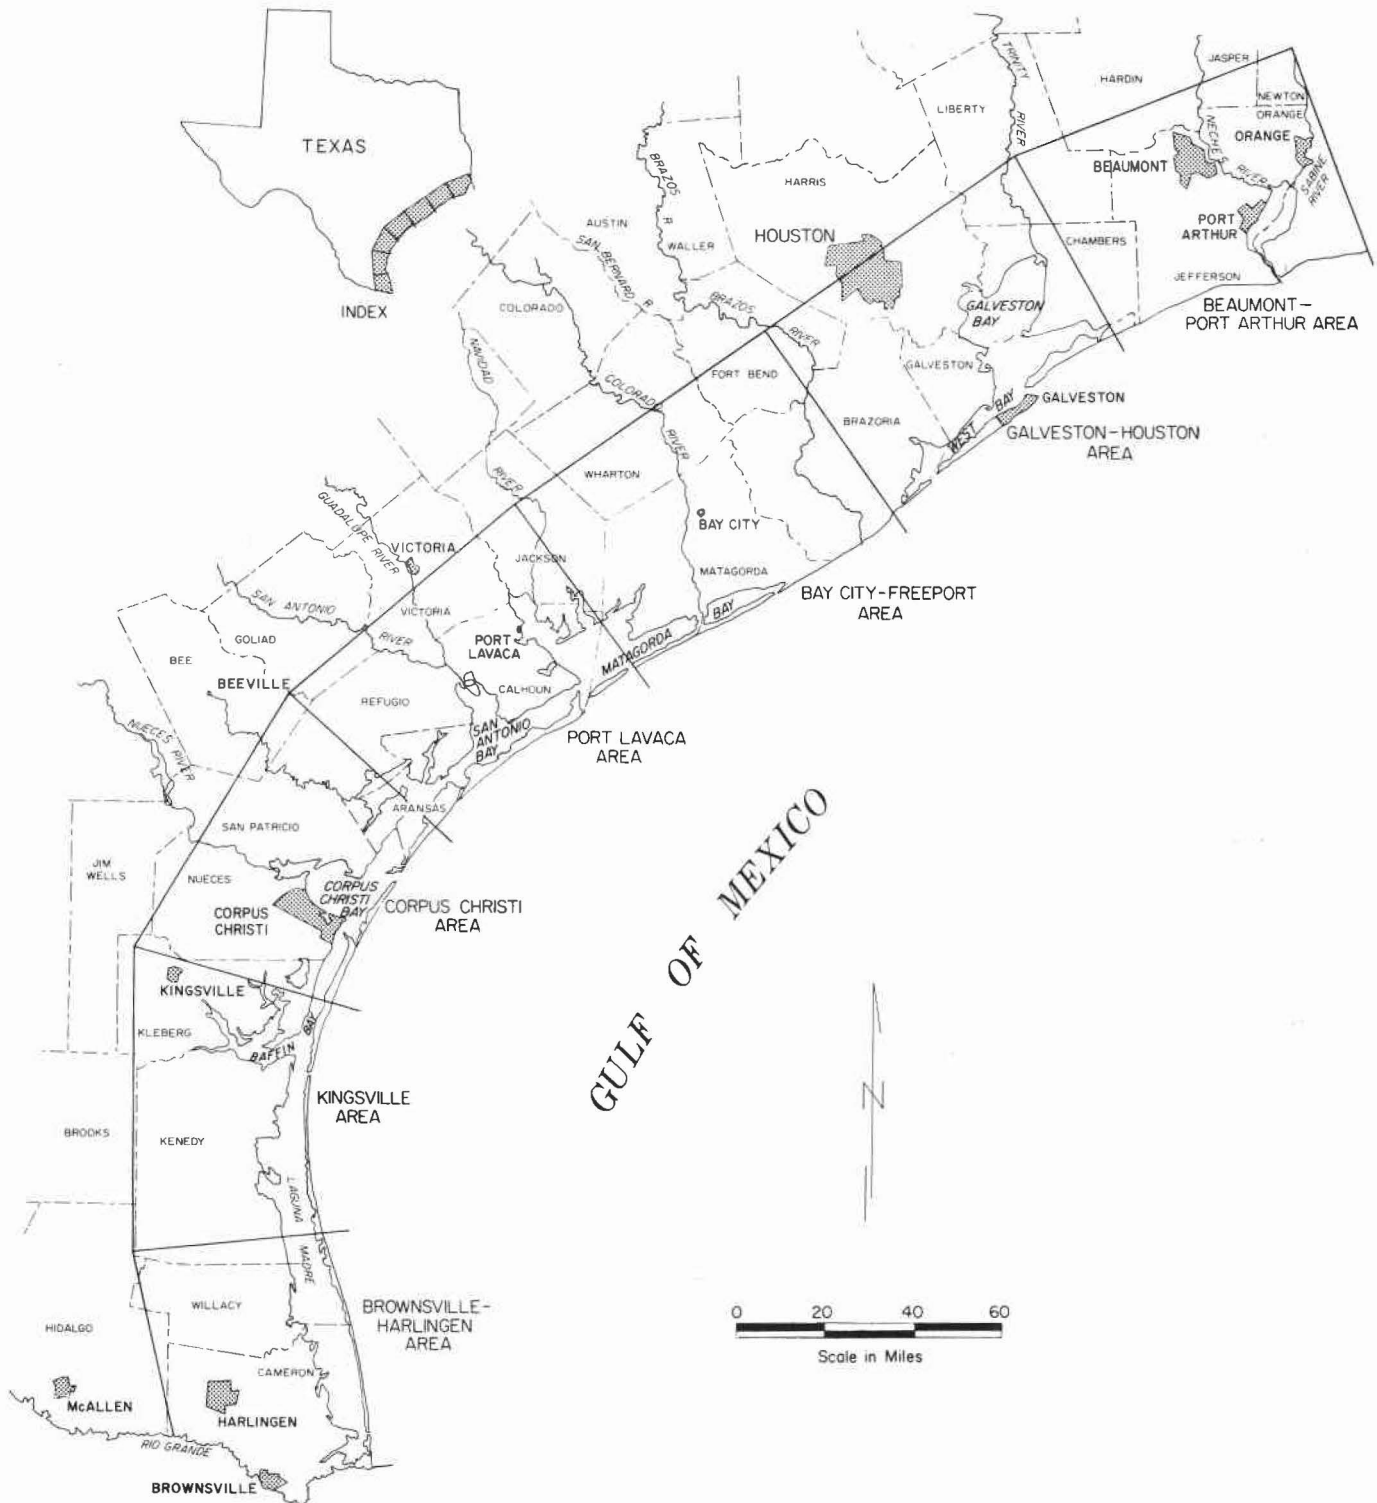 TEXAS
INDEX
TRINITY
RIVER
LIBERTY
HARDIN
JASPER
NEWTON
ORANGE
ORANGE
NECHES
RIVER
SABINE
RIVER
BEAUMONT
PORT
ARTHUR
JEFFERSON
CHAMBERS
BEAUMONT-
PORT ARTHUR AREA
BRAZOS
R
HARRIS
HOUSTON
WALLER
AUSTIN
SAN BERNARD R
BRAZOS
RIVER
COLORADO
NAVIDAD
RIVER
COLORADO
RIVER
FORT BEND
GALVESTON
BAY
GALVESTON
BRAZORIA
WEST BAY
GALVESTON
GALVESTON-HOUSTON
AREA
WHARTON
BAY CITY
MATAGORDA
JACKSON
BAY CITY-FREEPORT
AREA
MATAGORDA BAY
GUADALOPE RIVER
VICTORIA
VICTORIA
SAN ANTONIO
RIVER
GOLIAD
BEE
BEEVILLE
PORT
LAVACA
CALHOUN
REFUGIO
SAN
ANTONIO
BAY
PORT LAVACA
AREA
NUECES RIVER
ARANSAS
SAN PATRICIO
JIM
WELLS
NUECES
CORPUS
CHRISTI
BAY
CORPUS
CHRISTI
CORPUS CHRISTI
AREA
GULF OF MEXICO
KINGSVILLE
KLEBERG
BAFFIN
BAY
KINGSVILLE
AREA
BROOKS
KENEDY
LAGUNA
MADRE
N
WILLACY
HIDALGO
BROWNSVILLE-
HARLINGEN
AREA
CAMERON
McALLEN
HARLINGEN
RIO GRANDE
BROWNSVILLE
0 20 40 60
Scale in Miles